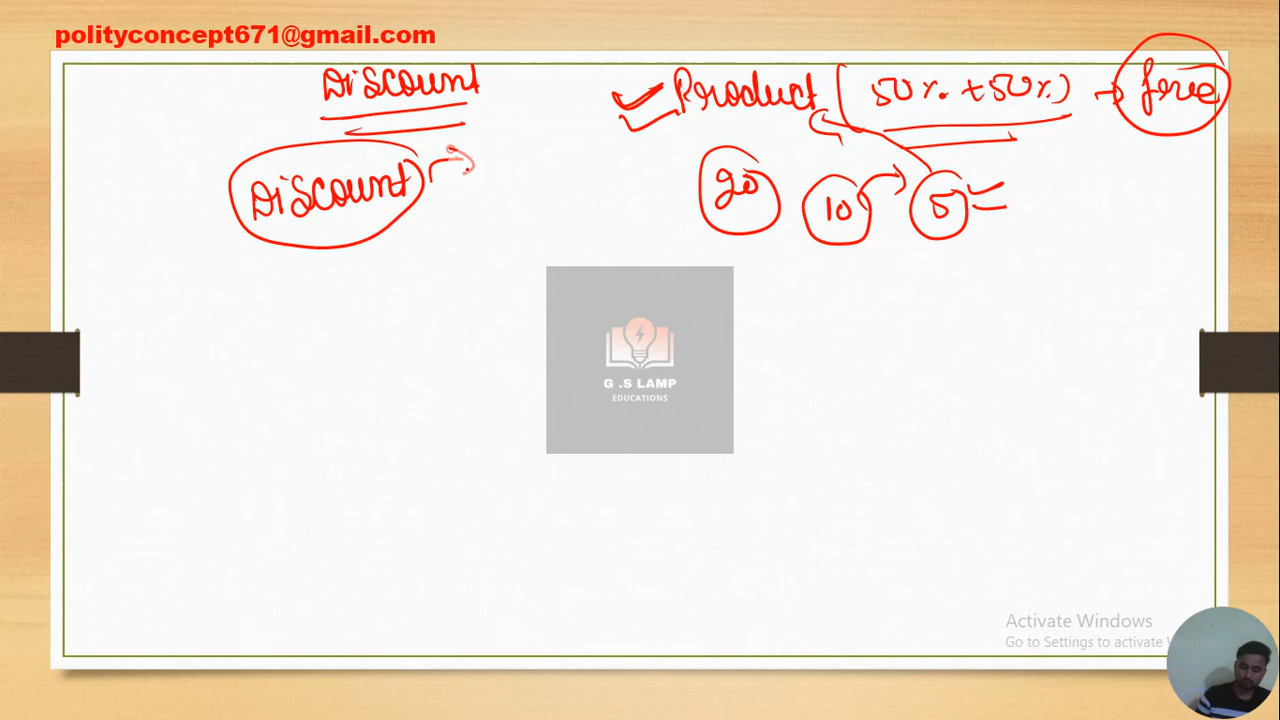 polityconcept671@gmail.com
Discount
Product (50%. + 50%) → free
Discount
20 10 5
G .S LAMP
EDUCATIONS
Activate Windows
Go to Settings to activate Windows.